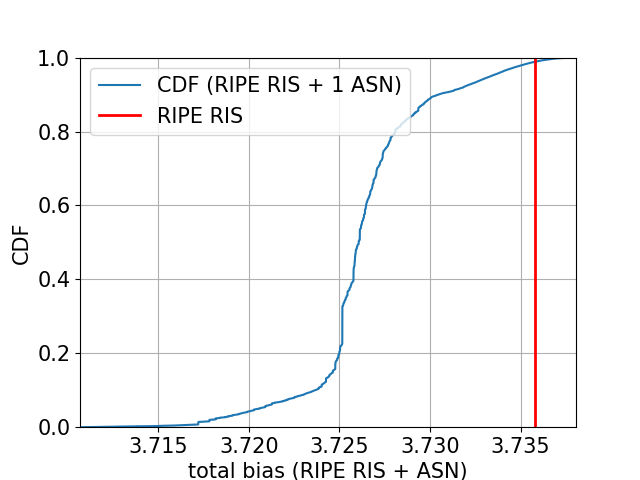 CDF (RIPE RIS + 1 ASN)
RIPE RIS
1.0
0.8
0.6
0.4
0.2
0.0
CDF
3.715 3.720 3.725 3.730 3.735
total bias (RIPE RIS + ASN)